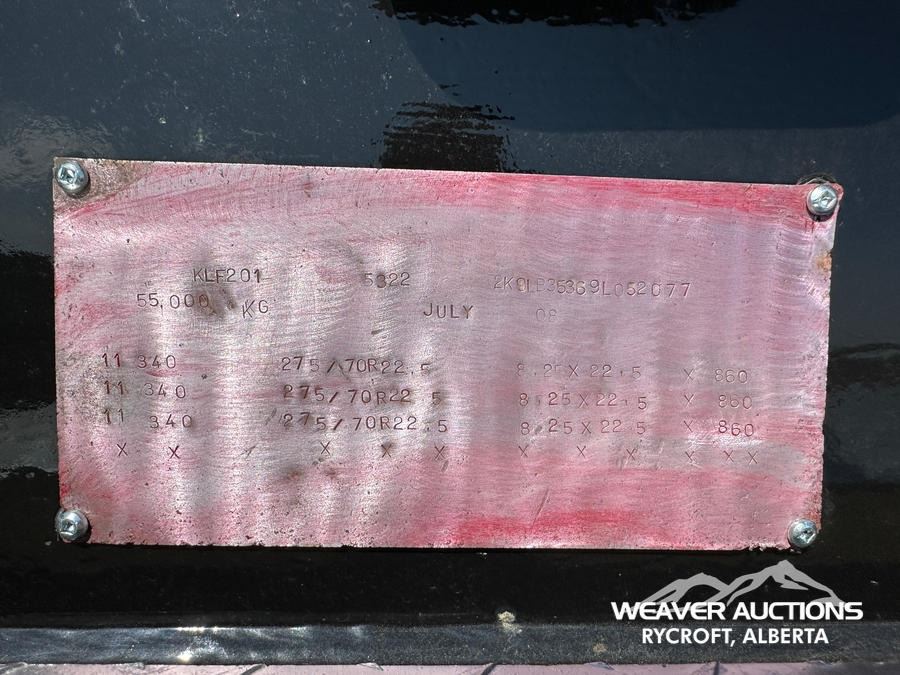 KLF201 5322 2K9LB35369L052077
55,000 KG JULY 08
11 340 275/70R22.5 8.25X22.5 X 860
11 340 275/70R22 5 8.25X22.5 X 860
11 340 275/70R22.5 8.25X22.5 X 860
X X X X X X X X X X X
WEAVER AUCTIONS
RYCROFT, ALBERTA